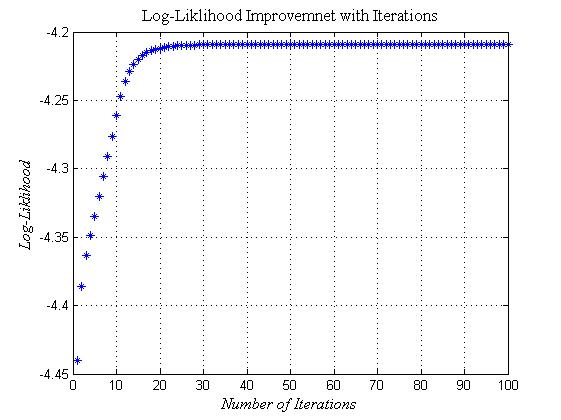 Log-Liklihood Improvemnet with Iterations
-4.2
-4.25
-4.3
-4.35
-4.4
-4.45
Log-Liklihood
0 10 20 30 40 50 60 70 80 90 100
Number of Iterations